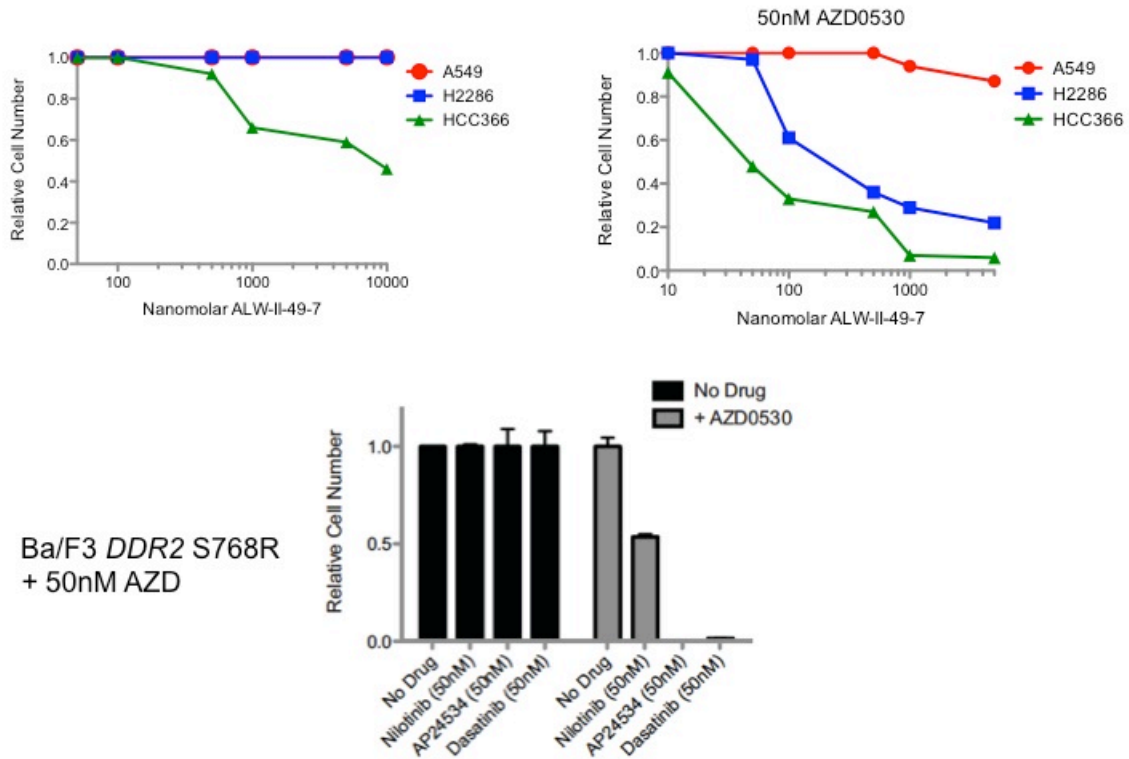 1.0
0.8
0.6
0.4
0.2
0.0
Relative Cell Number
100
1000
10000
Nanomolar ALW-II-49-7
A549
H2286
HCC366
50nM AZD0530
1.0
0.8
0.6
0.4
0.2
0.0
Relative Cell Number
10
100
1000
Nanomolar ALW-II-49-7
A549
H2286
HCC366
Ba/F3 DDR2 S768R
+ 50nM AZD
No Drug
+ AZD0530
1.0
0.5
0.0
Relative Cell Number
No Drug
Nilotinib (50nM)
AP24534 (50nM)
Dasatinib (50nM)
No Drug
Nilotinib (50nM)
AP24534 (50nM)
Dasatinib (50nM)